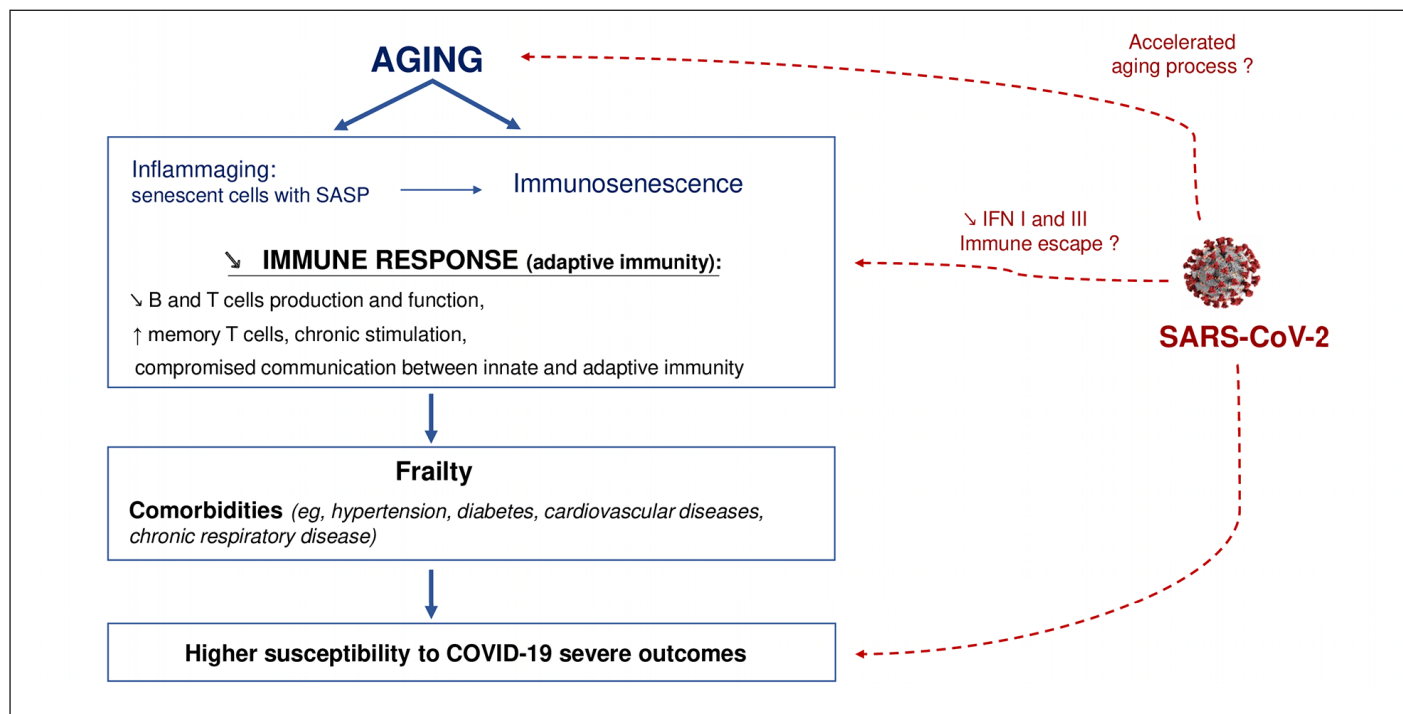 AGING
Accelerated
aging process ?
Inflammaging:
senescent cells with SASP
Immunosenescence
↘ IFN I and III
Immune escape ?
↘ IMMUNE RESPONSE (adaptive immunity):
↘ B and T cells production and function,
↑ memory T cells, chronic stimulation,
compromised communication between innate and adaptive immunity
SARS-CoV-2
Frailty
Comorbidities (eg, hypertension, diabetes, cardiovascular diseases,
chronic respiratory disease)
Higher susceptibility to COVID-19 severe outcomes